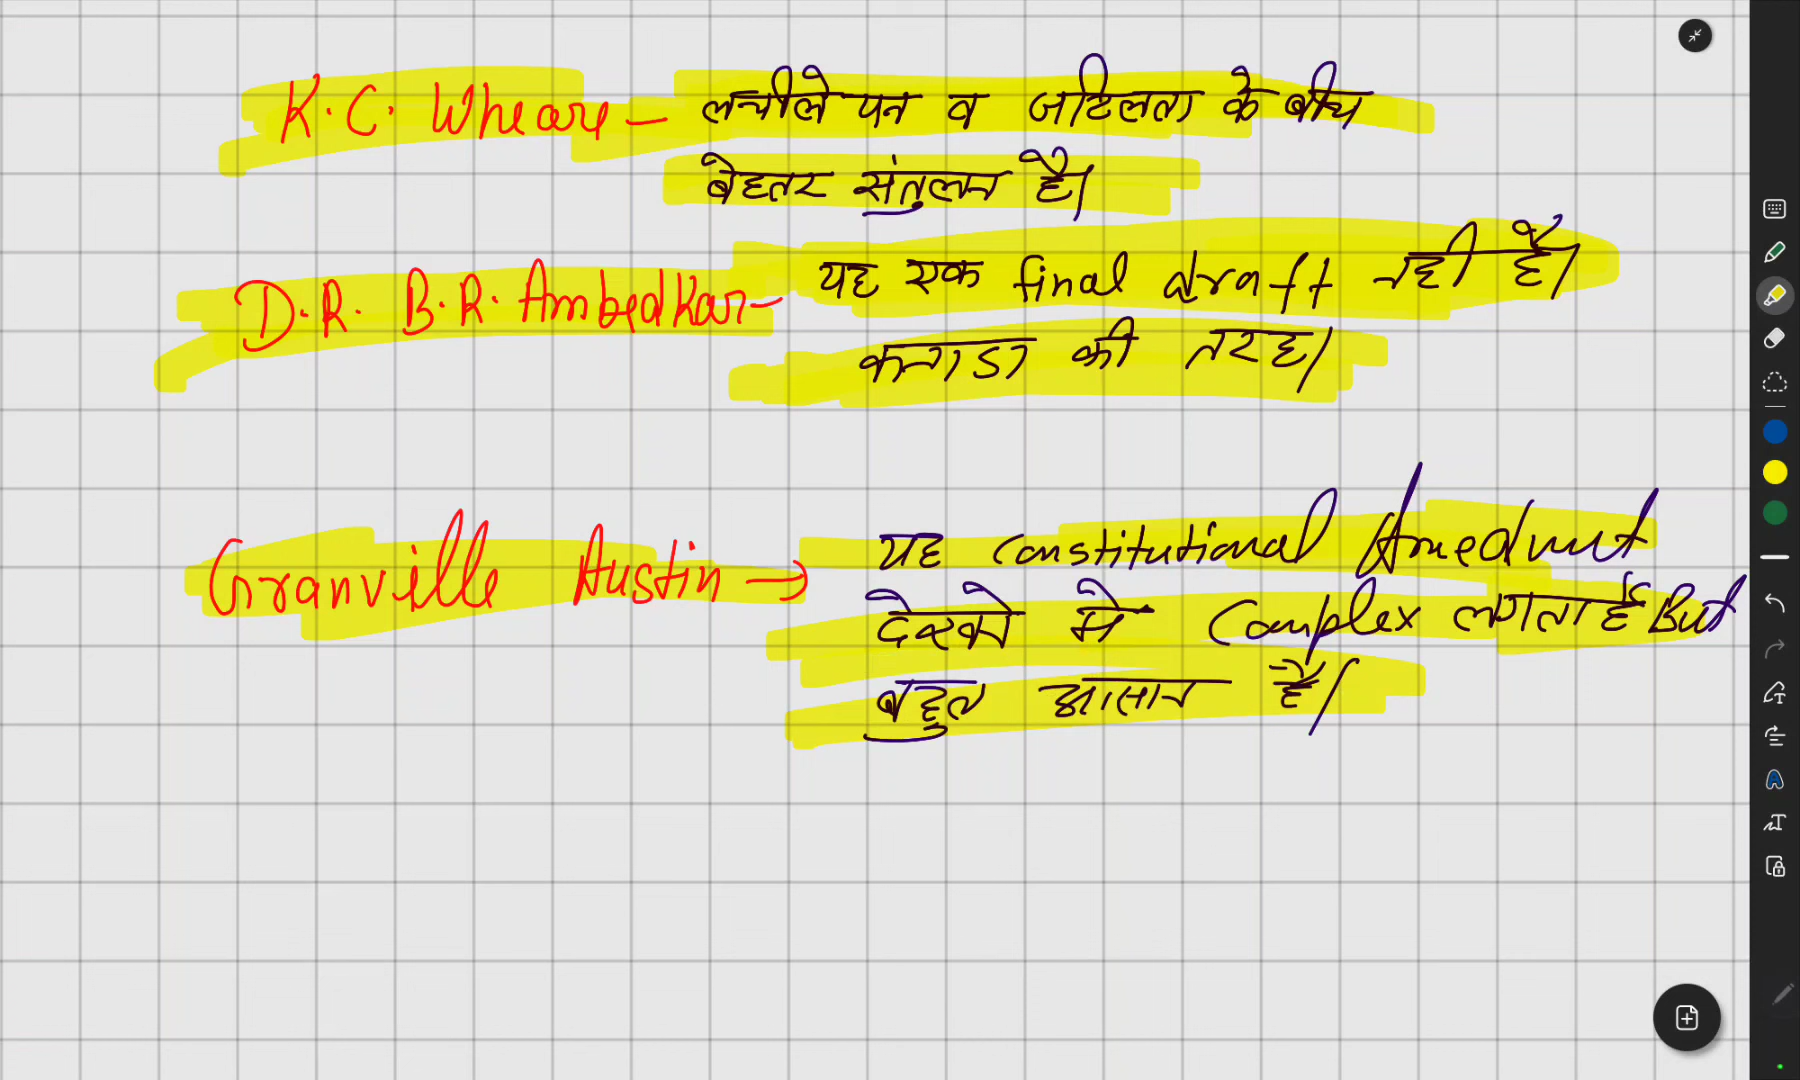 K.C. Wheare - लचीले पन व जटिलता के बीच
बेहतर संतुलन है।
D.R. B.R. Ambedkar - यह एक final draft नही है।
कनाडा की तरह।
Granville Austin → यह Constitutional Amedmut
देखने मे Complex लगता है But
बहुत आसान है।